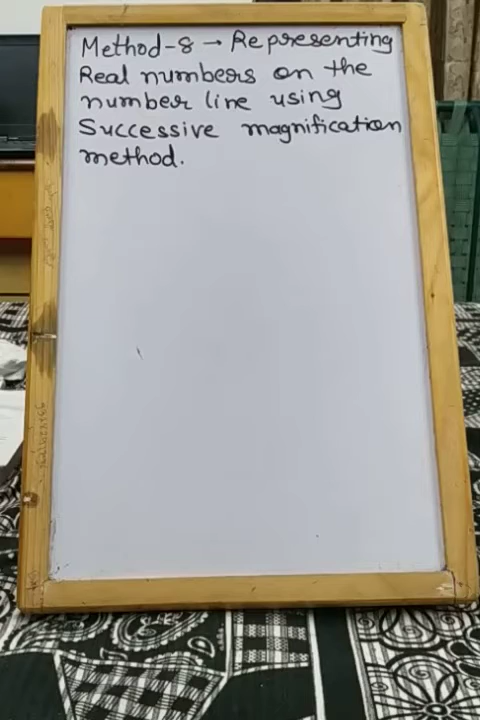 Method-8 → Representing
Real numbers on the
number line using
Successive magnification
method.